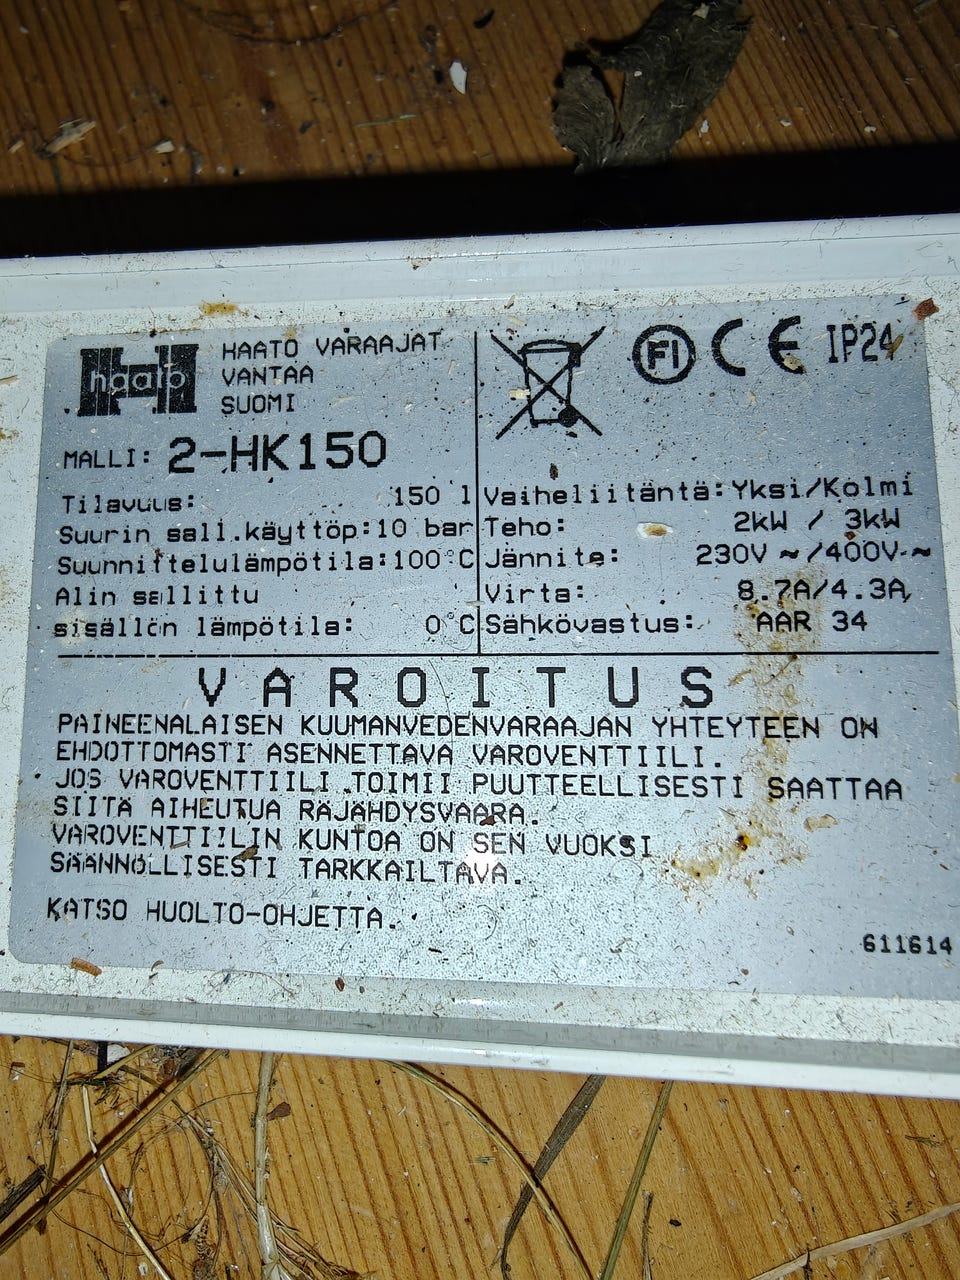 haato
HAATO VARAAJAT
VANTAA
SUOMI
MALLI: 2-HK150
Tilavuus: 150 l
Suurin sall.käyttöp:10 bar
Suunnittelulämpötila:100°C
Alin sallittu
sisällön lämpötila: 0°C
FI CE IP24
Vaiheliitäntä:Yksi/Kolmi
Teho: 2kW / 3kW
Jännite: 230V ~/400V ~
Virta: 8.7A/4.3A
Sähkövastus: AAR 34
VAROITUS
PAINEENALAISEN KUUMANVEDENVARAAJAN YHTEYTEEN ON
EHDOTTOMASTI ASENNETTAVA VAROVENTTIILI.
JOS VAROVENTTIILI TOIMII PUUTTEELLISESTI SAATTAA
SIITÄ AIHEUTUA RÄJÄHDYSVAARA.
VAROVENTTIILIN KUNTOA ON SEN VUOKSI
SÄÄNNÖLLISESTI TARKKAILTAVA.
KATSO HUOLTO-OHJETTA.
611614